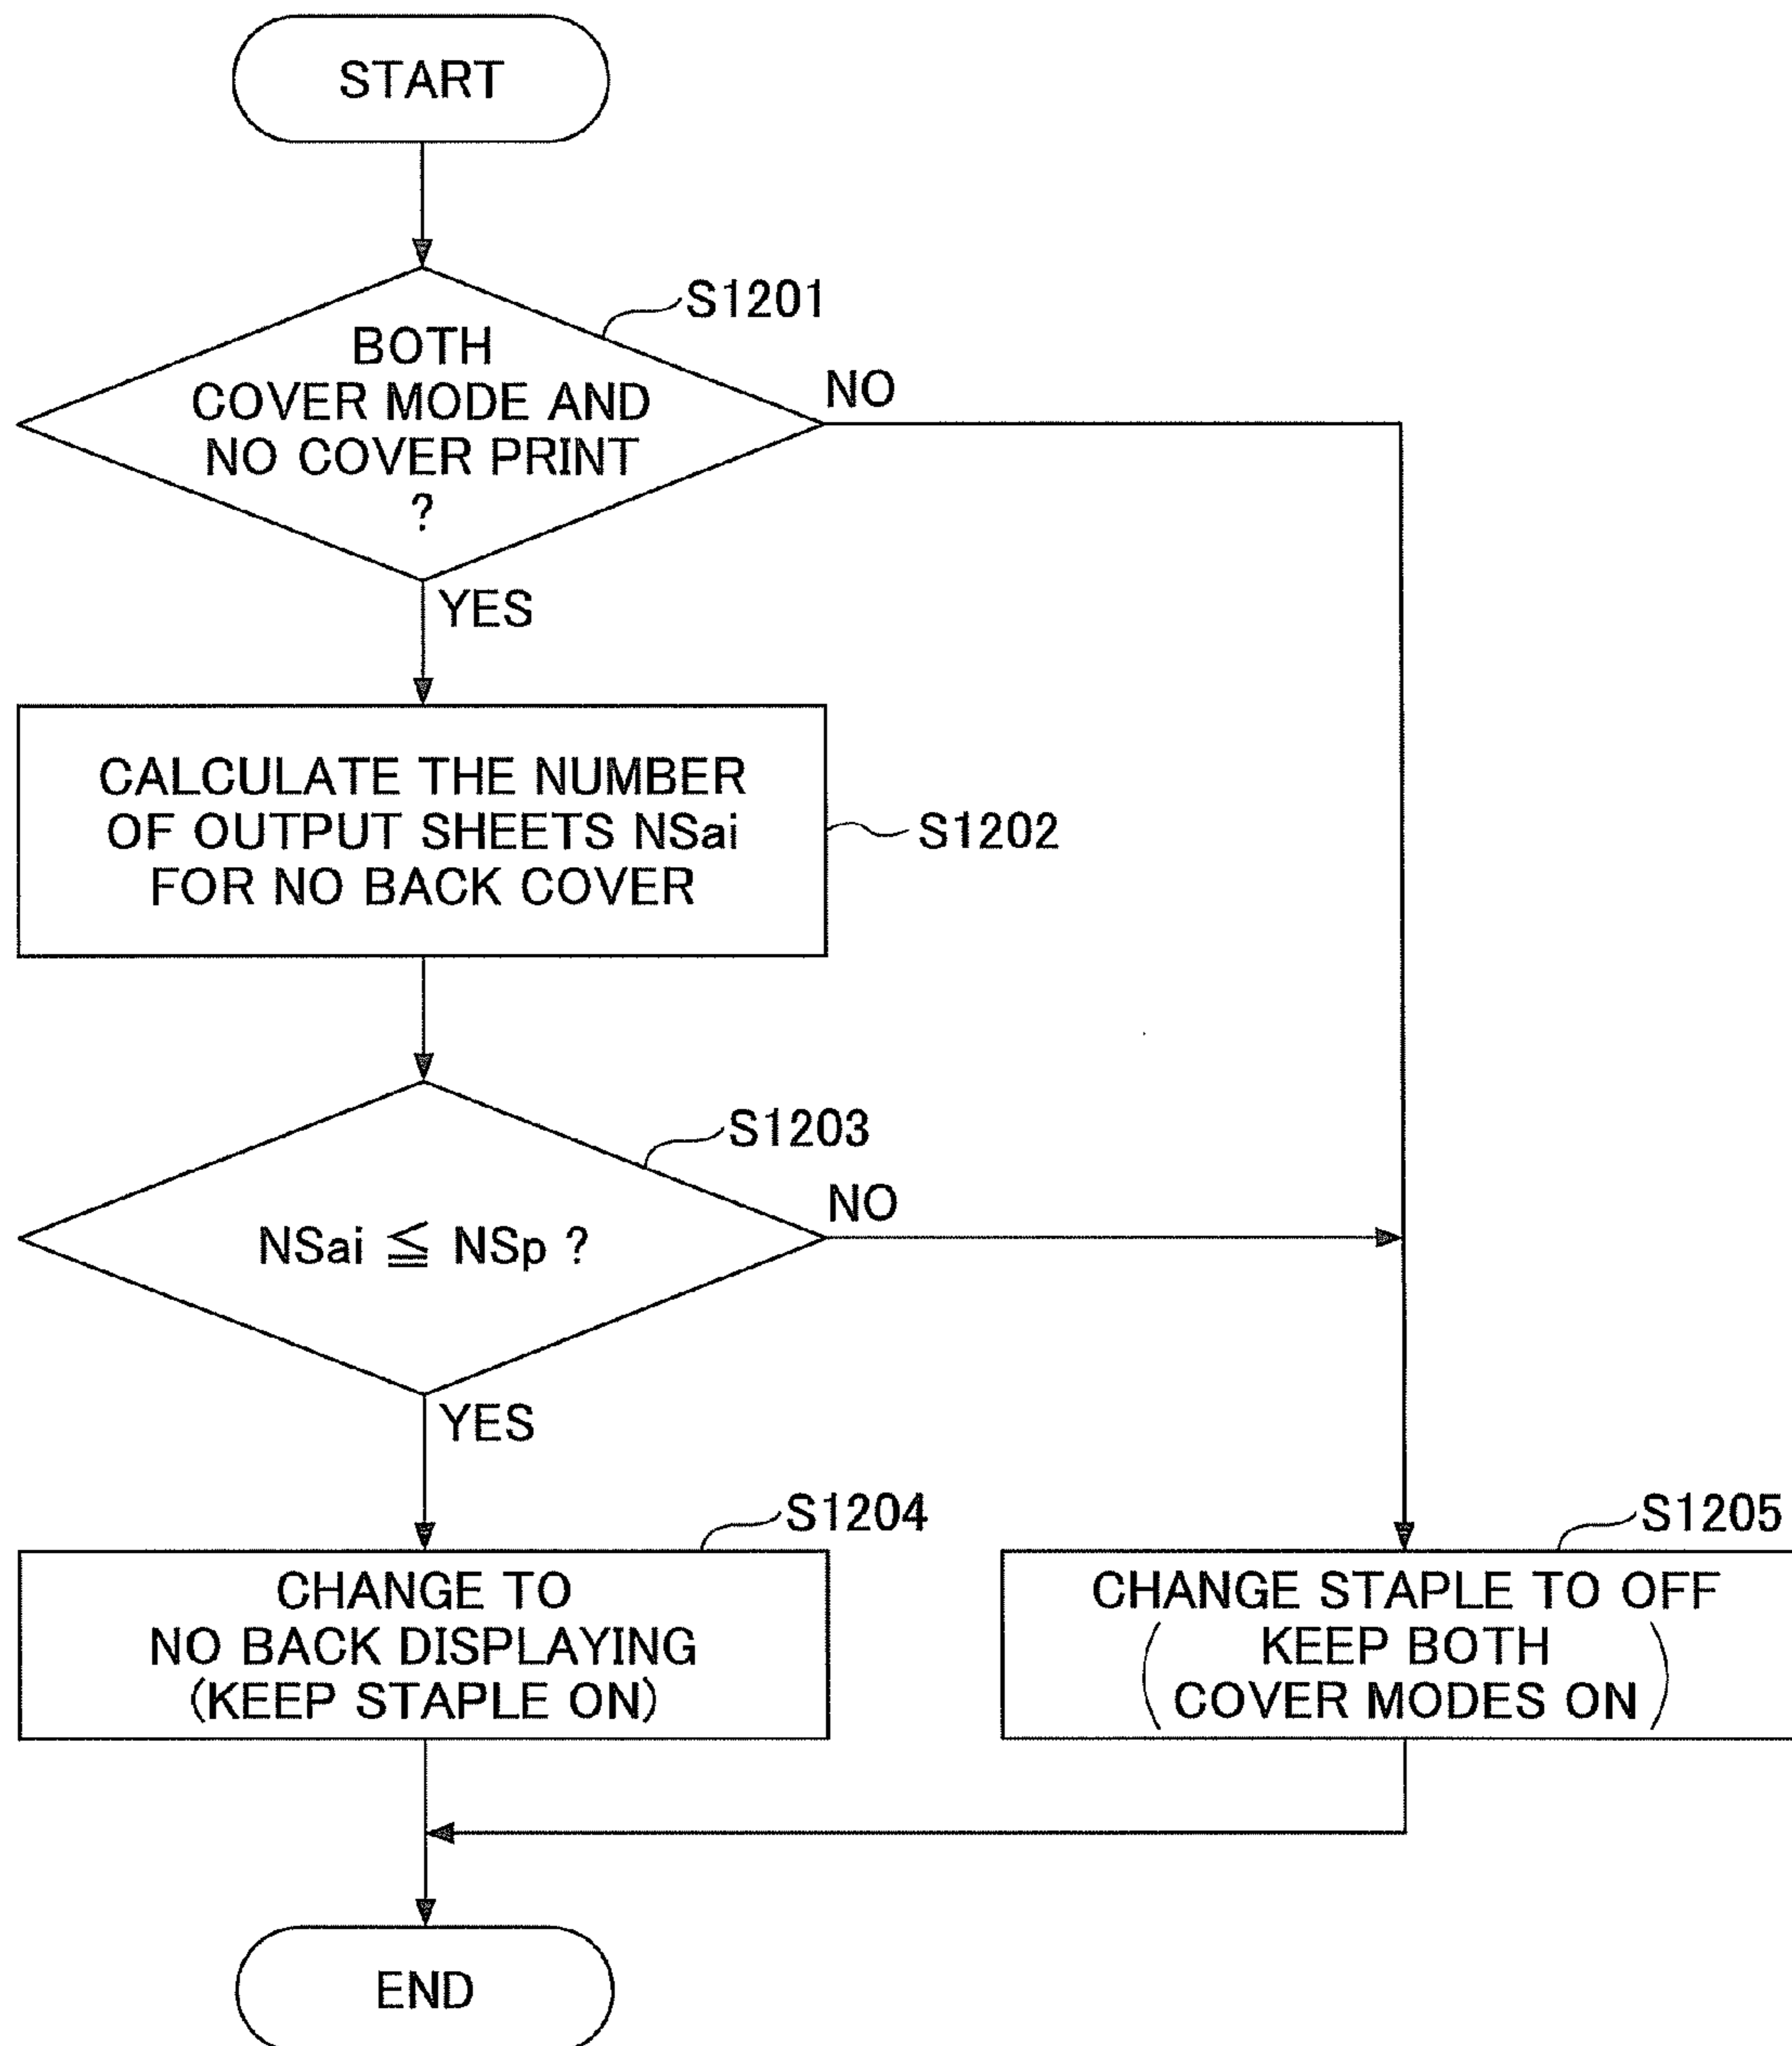 START
S1201
BOTH
COVER MODE AND
NO COVER PRINT
?
NO
YES
CALCULATE THE NUMBER
OF OUTPUT SHEETS NSai
FOR NO BACK COVER
S1202
S1203
NSai ≦ NSp ?
NO
YES
S1204
CHANGE TO
NO BACK DISPLAYING
(KEEP STAPLE ON)
S1205
CHANGE STAPLE TO OFF
(KEEP BOTH
COVER MODES ON)
END